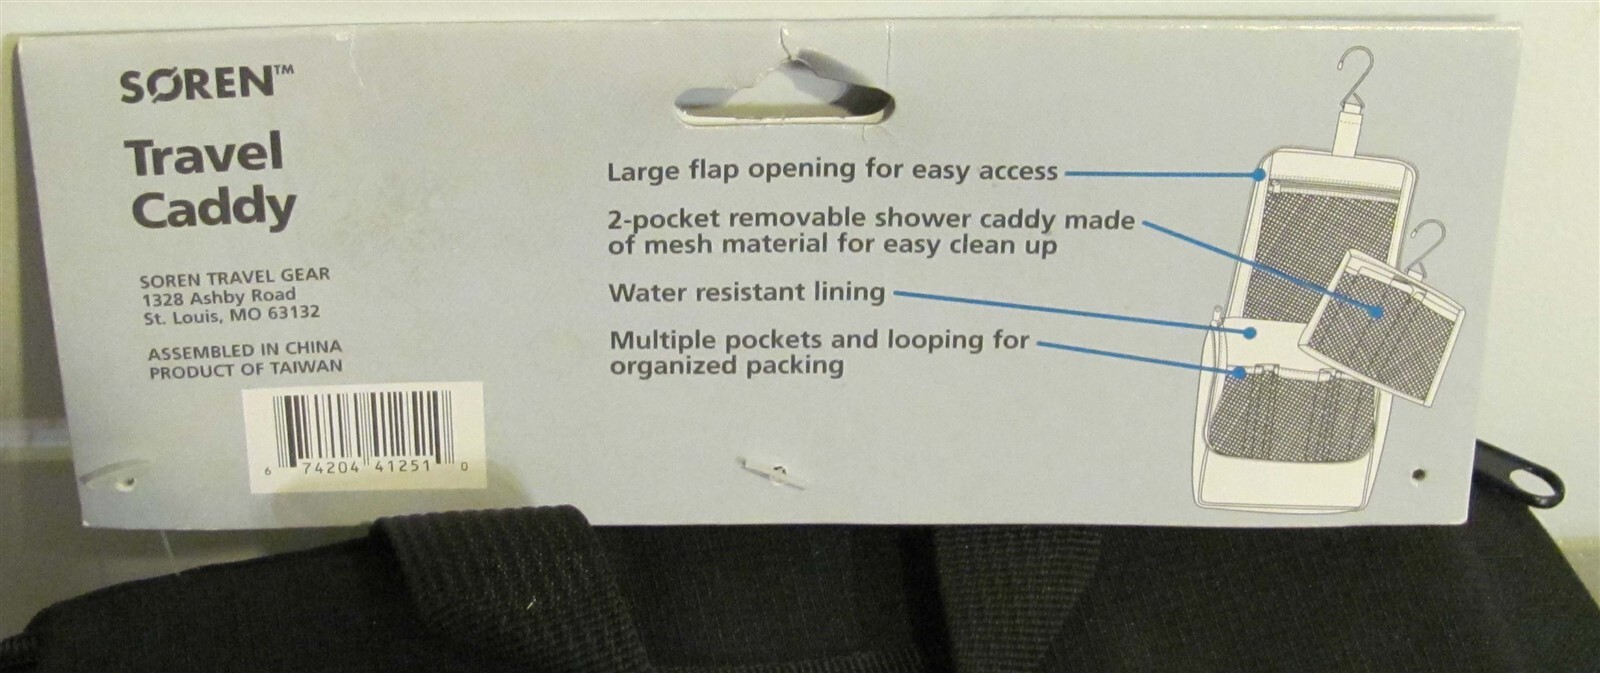 SØREN™
Travel
Caddy
SOREN TRAVEL GEAR
1328 Ashby Road
St. Louis, MO 63132
ASSEMBLED IN CHINA
PRODUCT OF TAIWAN
6 74204 41251 0
Large flap opening for easy access
2-pocket removable shower caddy made
of mesh material for easy clean up
Water resistant lining
Multiple pockets and looping for
organized packing